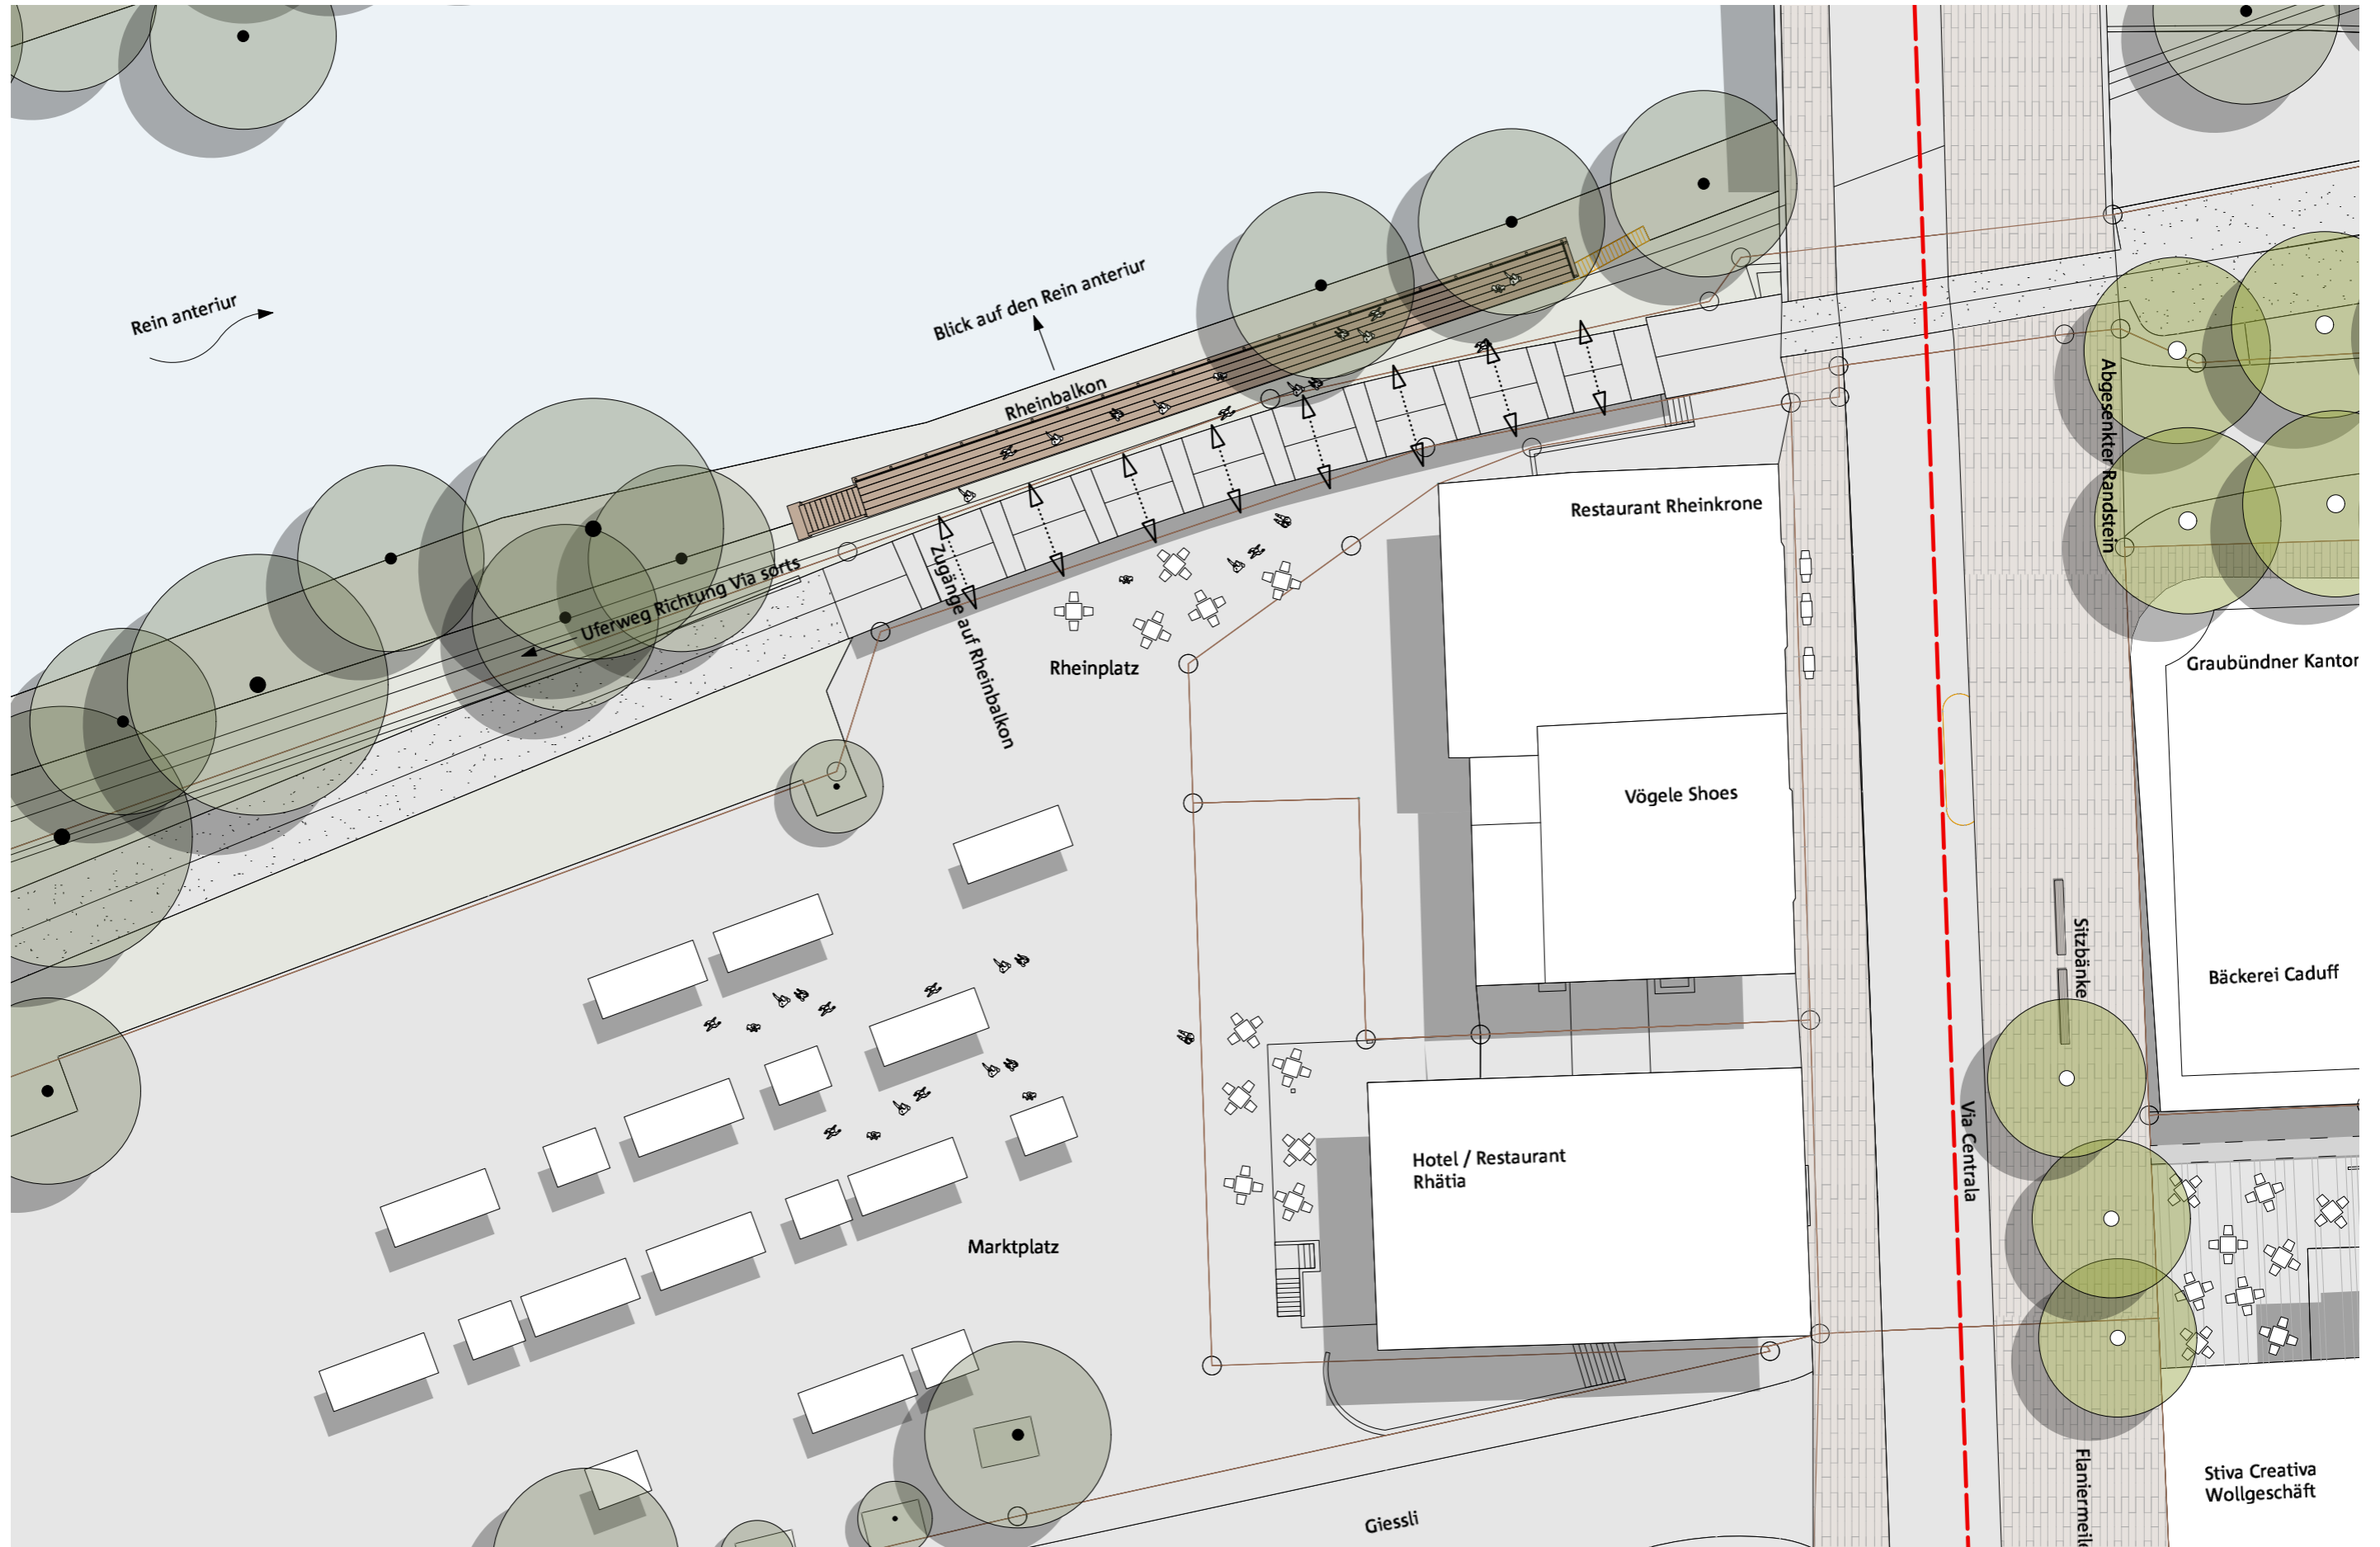 Rein anteriur
Blick auf den Rein anteriur
Rheinbalkon
Uferweg Richtung Via sorts
Zugänge auf Rheinbalkon
Rheinplatz
Restaurant Rheinkrone
Vögele Shoes
Abgesenkter Randstein
Graubündner Kantor
Sitzbänke
Bäckerei Caduff
Via Centrala
Hotel / Restaurant
Rhätia
Marktplatz
Giessli
Flaniermeile
Stiva Creativa
Wollgeschäft